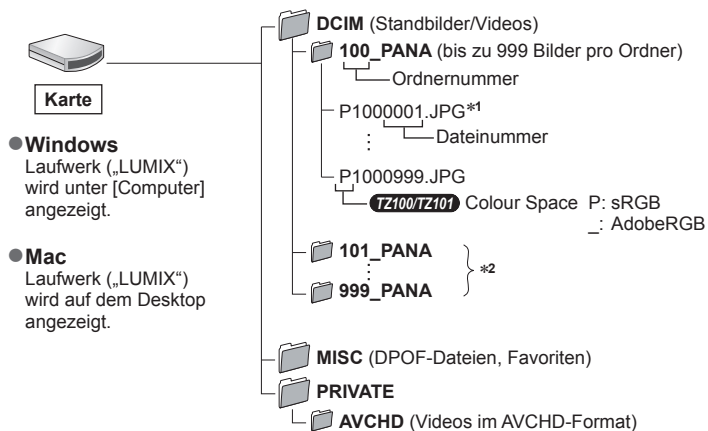 Karte
●Windows
Laufwerk („LUMIX“)
wird unter [Computer]
angezeigt.
●Mac
Laufwerk („LUMIX“)
wird auf dem Desktop
angezeigt.
DCIM (Standbilder/Videos)
100_PANA (bis zu 999 Bilder pro Ordner)
Ordnernummer
P1000001.JPG*1
Dateinummer
P1000999.JPG
TZ100/TZ101 Colour Space P: sRGB
_: AdobeRGB
101_PANA
*2
999_PANA
MISC (DPOF-Dateien, Favoriten)
PRIVATE
AVCHD (Videos im AVCHD-Format)